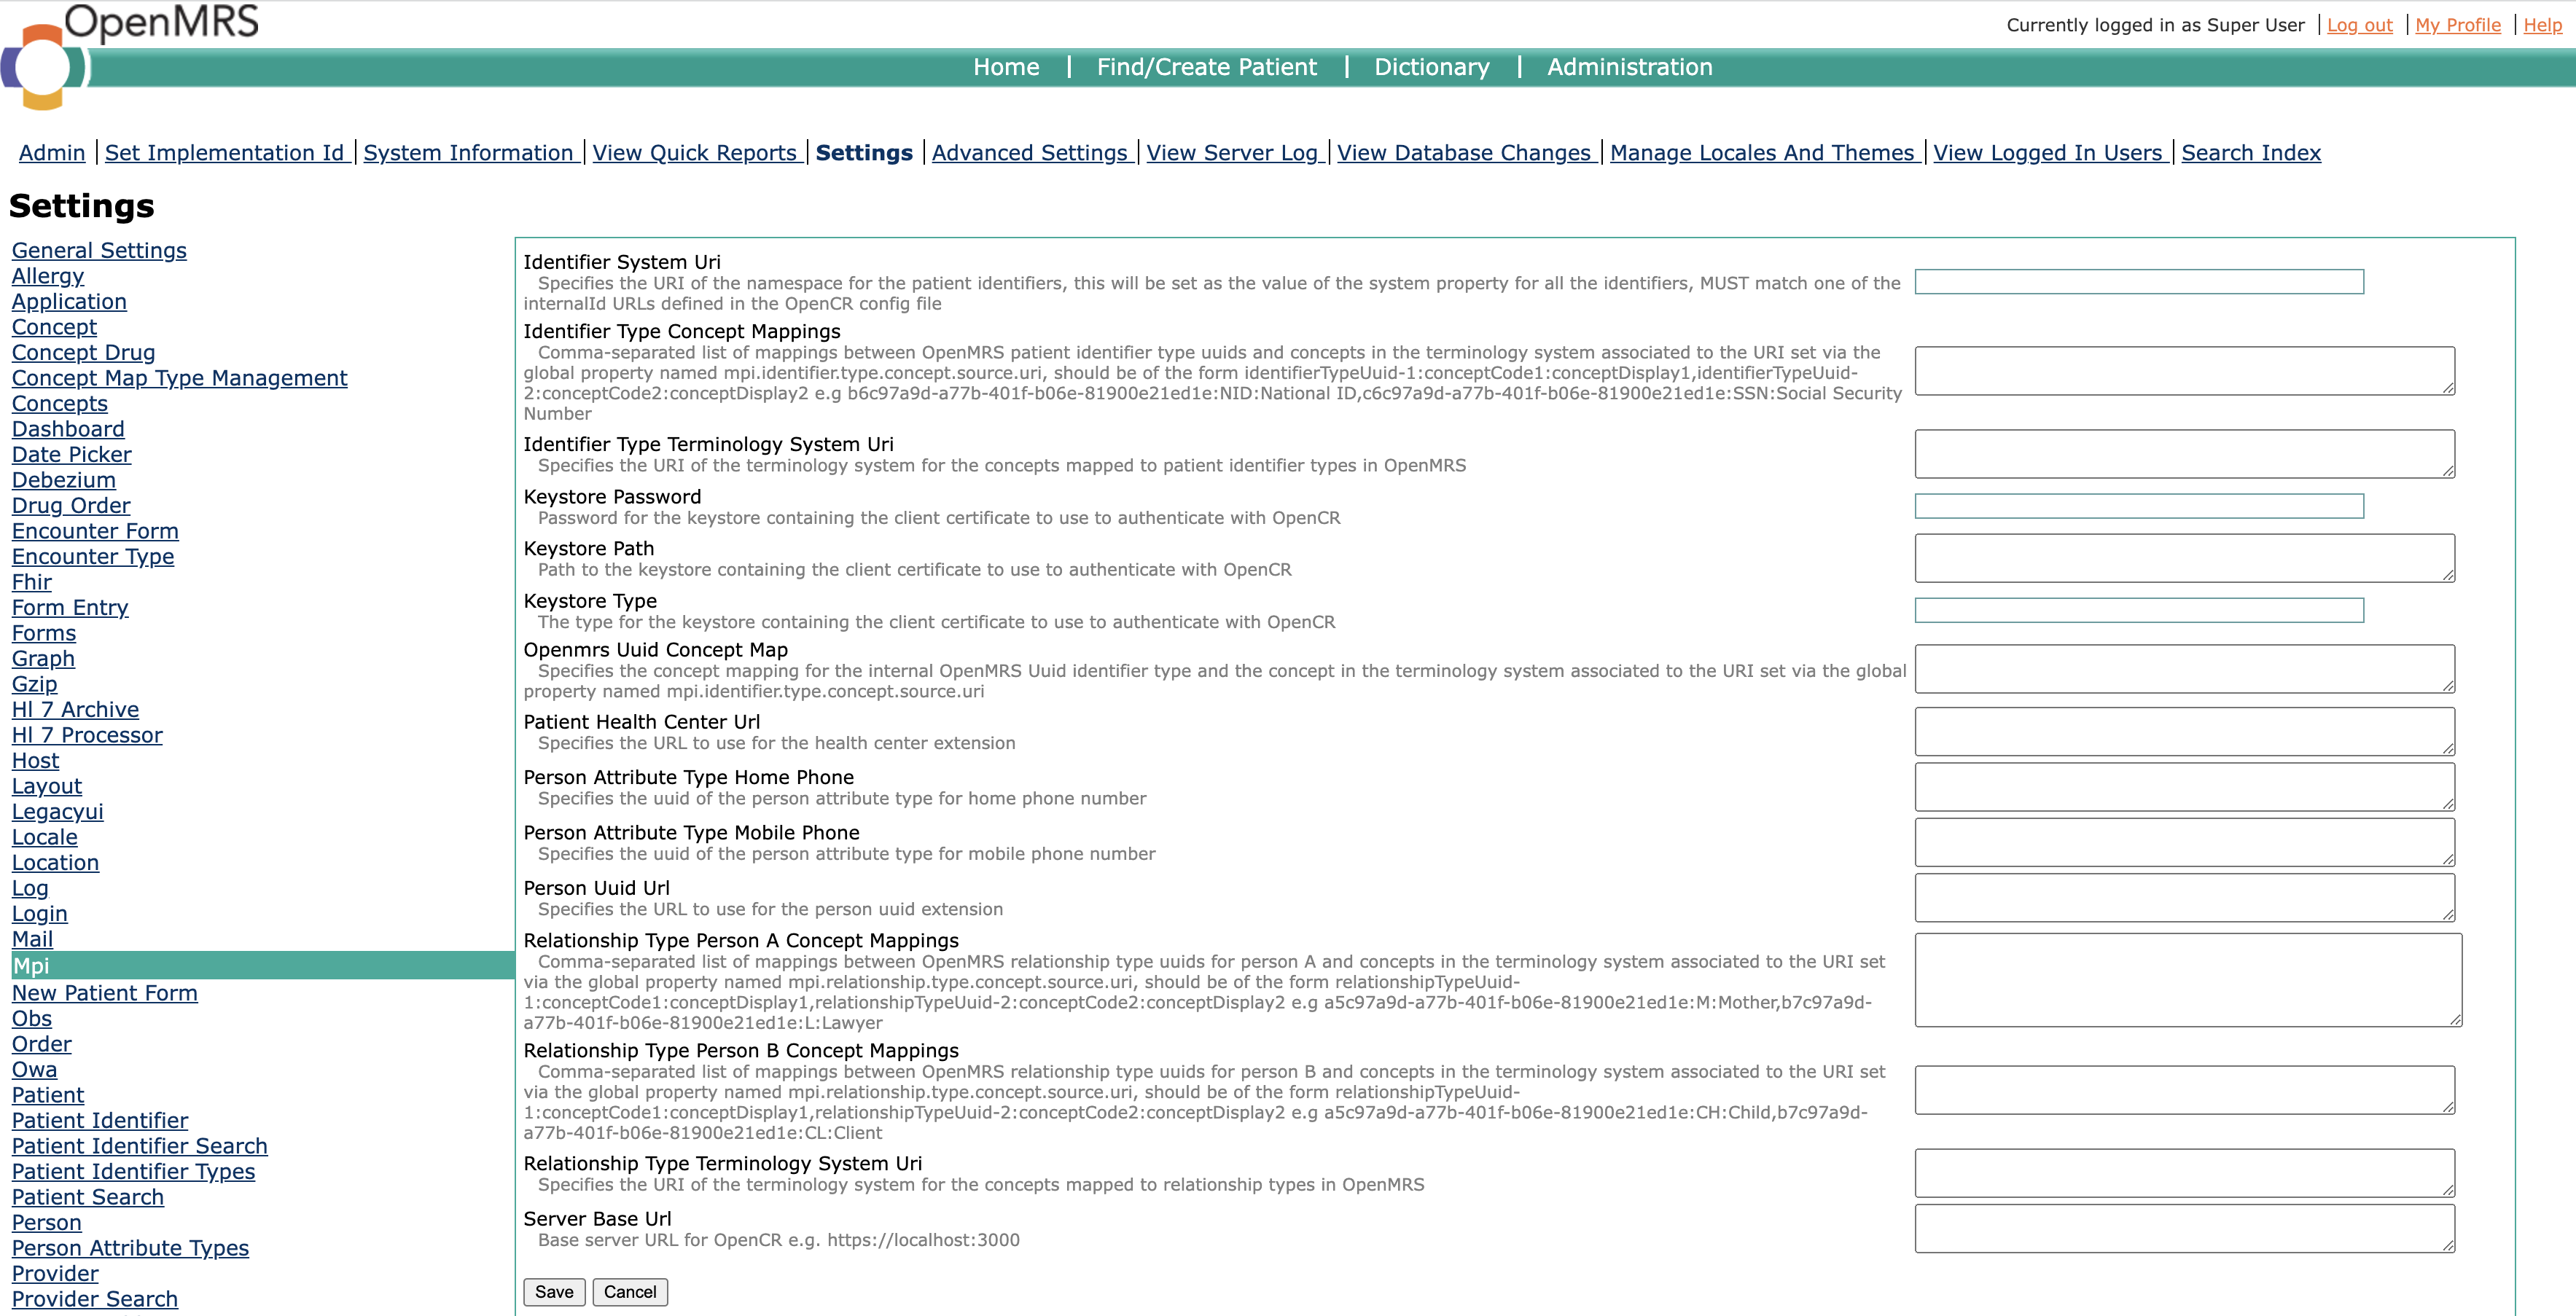 OpenMRS
Currently logged in as Super User | Log out | My Profile | Help
Home | Find/Create Patient | Dictionary | Administration
Admin | Set Implementation Id | System Information | View Quick Reports | Settings | Advanced Settings | View Server Log | View Database Changes | Manage Locales And Themes | View Logged In Users | Search Index
Settings
General Settings
Allergy
Application
Concept
Concept Drug
Concept Map Type Management
Concepts
Dashboard
Date Picker
Debezium
Drug Order
Encounter Form
Encounter Type
Fhir
Form Entry
Forms
Graph
Gzip
Hl 7 Archive
Hl 7 Processor
Host
Layout
Legacyui
Locale
Location
Log
Login
Mail
Mpi
New Patient Form
Obs
Order
Owa
Patient
Patient Identifier
Patient Identifier Search
Patient Identifier Types
Patient Search
Person
Person Attribute Types
Provider
Provider Search
Identifier System Uri
Specifies the URI of the namespace for the patient identifiers, this will be set as the value of the system property for all the identifiers, MUST match one of the
internalId URLs defined in the OpenCR config file
Identifier Type Concept Mappings
Comma-separated list of mappings between OpenMRS patient identifier type uuids and concepts in the terminology system associated to the URI set via the
global property named mpi.identifier.type.concept.source.uri, should be of the form identifierTypeUuid-1:conceptCode1:conceptDisplay1,identifierTypeUuid-
2:conceptCode2:conceptDisplay2 e.g b6c97a9d-a77b-401f-b06e-81900e21ed1e:NID:National ID,c6c97a9d-a77b-401f-b06e-81900e21ed1e:SSN:Social Security
Number
Identifier Type Terminology System Uri
Specifies the URI of the terminology system for the concepts mapped to patient identifier types in OpenMRS
Keystore Password
Password for the keystore containing the client certificate to use to authenticate with OpenCR
Keystore Path
Path to the keystore containing the client certificate to use to authenticate with OpenCR
Keystore Type
The type for the keystore containing the client certificate to use to authenticate with OpenCR
Openmrs Uuid Concept Map
Specifies the concept mapping for the internal OpenMRS Uuid identifier type and the concept in the terminology system associated to the URI set via the global
property named mpi.identifier.type.concept.source.uri
Patient Health Center Url
Specifies the URL to use for the health center extension
Person Attribute Type Home Phone
Specifies the uuid of the person attribute type for home phone number
Person Attribute Type Mobile Phone
Specifies the uuid of the person attribute type for mobile phone number
Person Uuid Url
Specifies the URL to use for the person uuid extension
Relationship Type Person A Concept Mappings
Comma-separated list of mappings between OpenMRS relationship type uuids for person A and concepts in the terminology system associated to the URI set
via the global property named mpi.relationship.type.concept.source.uri, should be of the form relationshipTypeUuid-
1:conceptCode1:conceptDisplay1,relationshipTypeUuid-2:conceptCode2:conceptDisplay2 e.g a5c97a9d-a77b-401f-b06e-81900e21ed1e:M:Mother,b7c97a9d-
a77b-401f-b06e-81900e21ed1e:L:Lawyer
Relationship Type Person B Concept Mappings
Comma-separated list of mappings between OpenMRS relationship type uuids for person B and concepts in the terminology system associated to the URI set
via the global property named mpi.relationship.type.concept.source.uri, should be of the form relationshipTypeUuid-
1:conceptCode1:conceptDisplay1,relationshipTypeUuid-2:conceptCode2:conceptDisplay2 e.g a5c97a9d-a77b-401f-b06e-81900e21ed1e:CH:Child,b7c97a9d-
a77b-401f-b06e-81900e21ed1e:CL:Client
Relationship Type Terminology System Uri
Specifies the URI of the terminology system for the concepts mapped to relationship types in OpenMRS
Server Base Url
Base server URL for OpenCR e.g. https://localhost:3000
Save Cancel